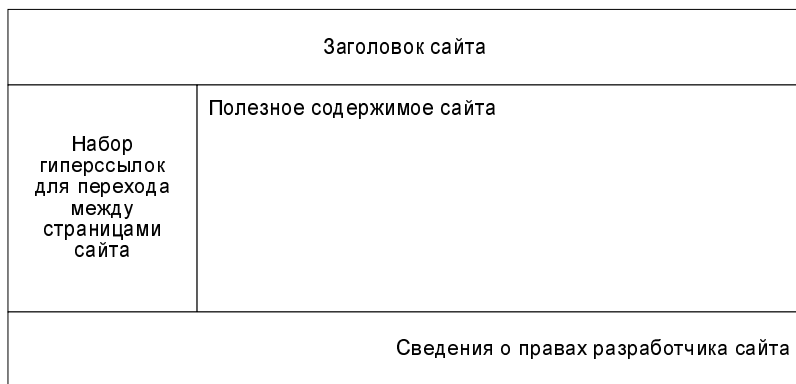 Заголовок сайта
Полезное содержимое сайта
Набор
гиперссылок
для перехода
между
страницами
сайта
Сведения о правах разработчика сайта